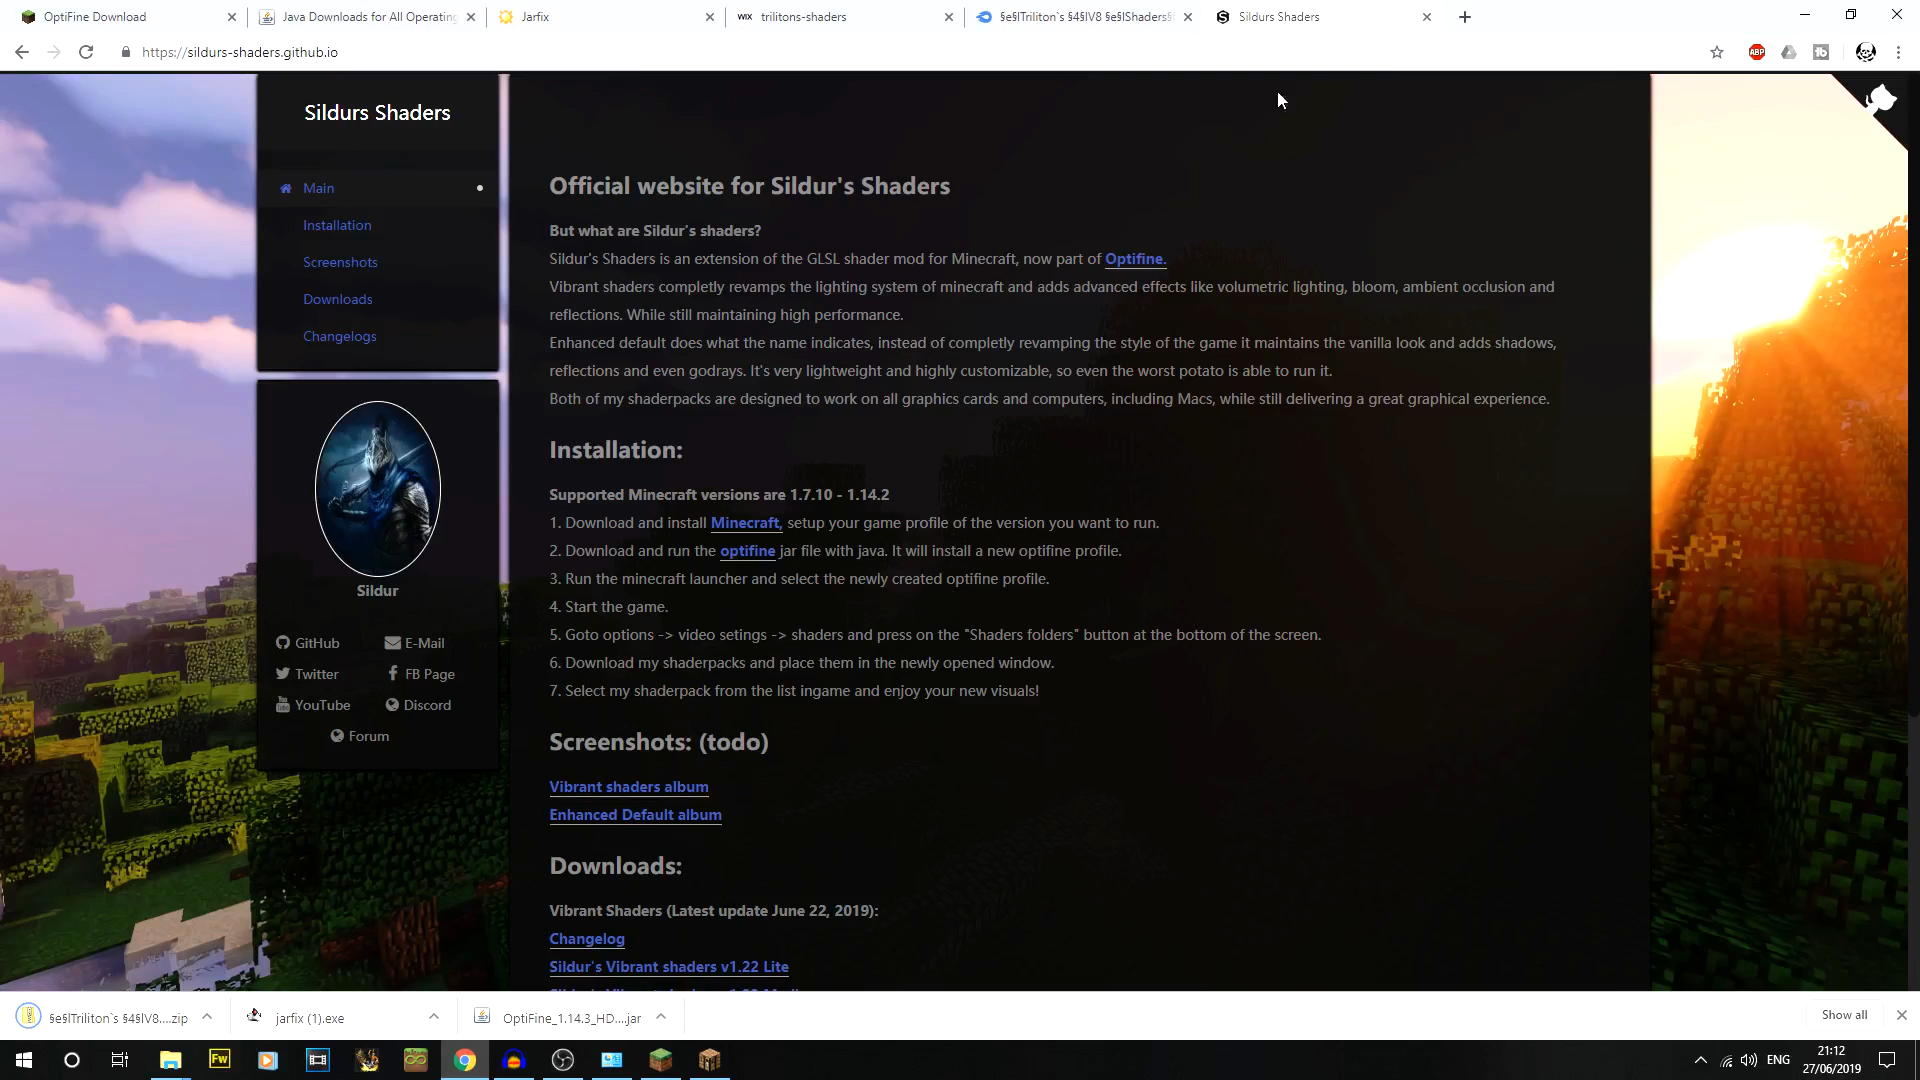 OptiFine Download
Java Downloads for All Operating
Jarfix
WIX trilitons-shaders
§e§lTriliton`s §4§lV8 §e§lShaders§
Sildurs Shaders
https://sildurs-shaders.github.io
ABP
Sildurs Shaders
Main
Installation
Screenshots
Downloads
Changelogs
Sildur
GitHub
E-Mail
Twitter
FB Page
YouTube
Discord
Forum
Official website for Sildur's Shaders
But what are Sildur's shaders?
Sildur's Shaders is an extension of the GLSL shader mod for Minecraft, now part of Optifine.
Vibrant shaders completly revamps the lighting system of minecraft and adds advanced effects like volumetric lighting, bloom, ambient occlusion and
reflections. While still maintaining high performance.
Enhanced default does what the name indicates, instead of completly revamping the style of the game it maintains the vanilla look and adds shadows,
reflections and even godrays. It's very lightweight and highly customizable, so even the worst potato is able to run it.
Both of my shaderpacks are designed to work on all graphics cards and computers, including Macs, while still delivering a great graphical experience.
Installation:
Supported Minecraft versions are 1.7.10 - 1.14.2
1. Download and install Minecraft, setup your game profile of the version you want to run.
2. Download and run the optifine jar file with java. It will install a new optifine profile.
3. Run the minecraft launcher and select the newly created optifine profile.
4. Start the game.
5. Goto options -> video setings -> shaders and press on the "Shaders folders" button at the bottom of the screen.
6. Download my shaderpacks and place them in the newly opened window.
7. Select my shaderpack from the list ingame and enjoy your new visuals!
Screenshots: (todo)
Vibrant shaders album
Enhanced Default album
Downloads:
Vibrant Shaders (Latest update June 22, 2019):
Changelog
Sildur's Vibrant shaders v1.22 Lite
§e§lTriliton`s §4§lV8....zip
jarfix (1).exe
OptiFine_1.14.3_HD....jar
Show all
Fw
ENG
21:12
27/06/2019